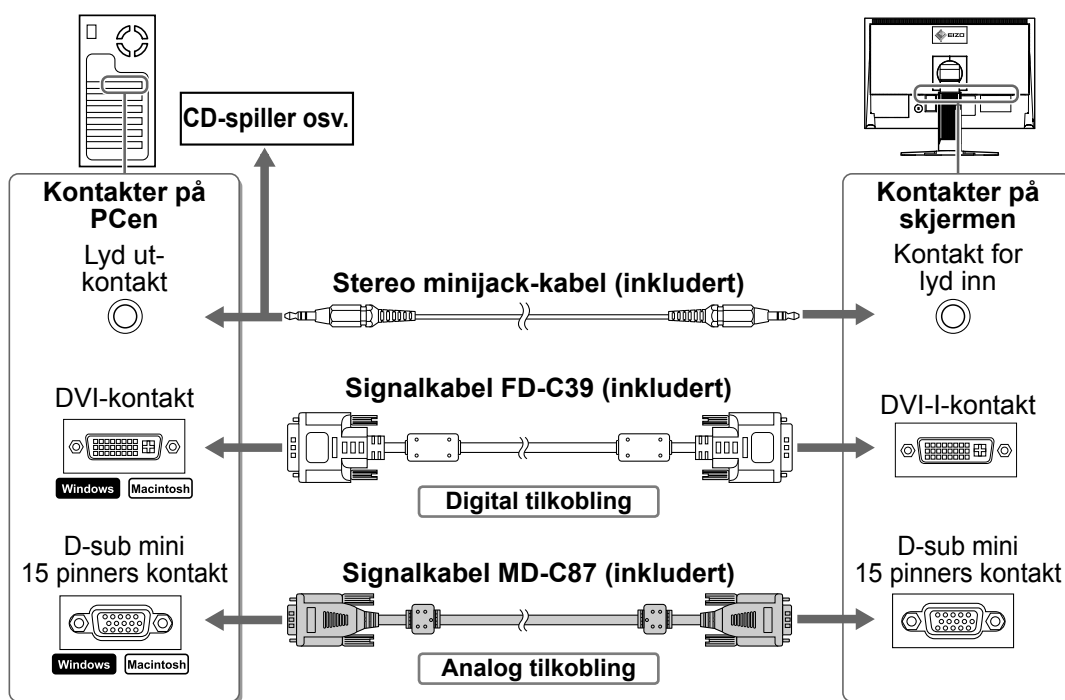 EIZO
CD-spiller osv.
Kontakter på
PCen
Lyd ut-
kontakt
Stereo minijack-kabel (inkludert)
Kontakter på
skjermen
Kontakt for
lyd inn
DVI-kontakt
Windows Macintosh
Signalkabel FD-C39 (inkludert)
Digital tilkobling
DVI-I-kontakt
D-sub mini
15 pinners kontakt
Windows Macintosh
Signalkabel MD-C87 (inkludert)
Analog tilkobling
D-sub mini
15 pinners kontakt